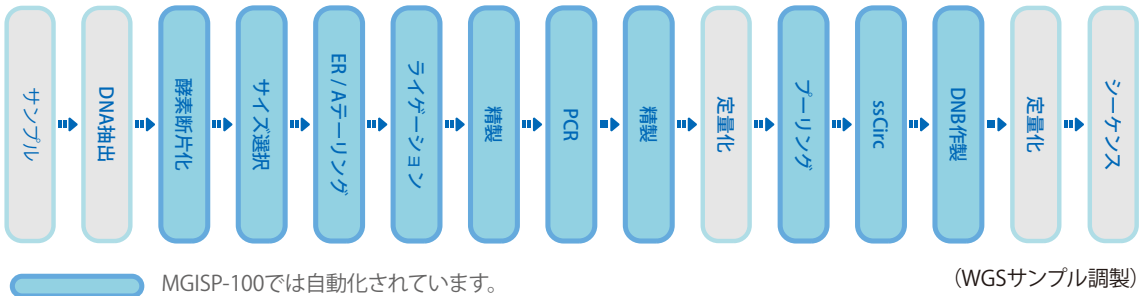 サンプル
DNA抽出
酵素断片化
サイズ選択
ER / Aテーリング
ライゲーション
精製
PCR
精製
定量化
プーリング
ssCirc
DNB作製
定量化
シーケンス
MGISP-100では自動化されています。
（WGSサンプル調製）